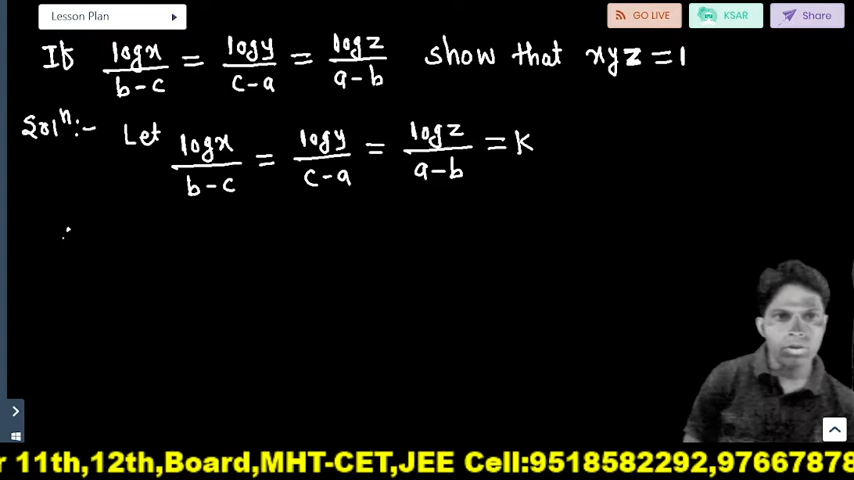 Lesson Plan
GO LIVE
KSAR
Share
If logx/b-c = logy/c-a = logz/a-b show that xyz = 1
Solⁿ:- Let logx/b-c = logy/c-a = logz/a-b = K
r 11th,12th,Board,MHT-CET,JEE Cell:9518582292,97667878